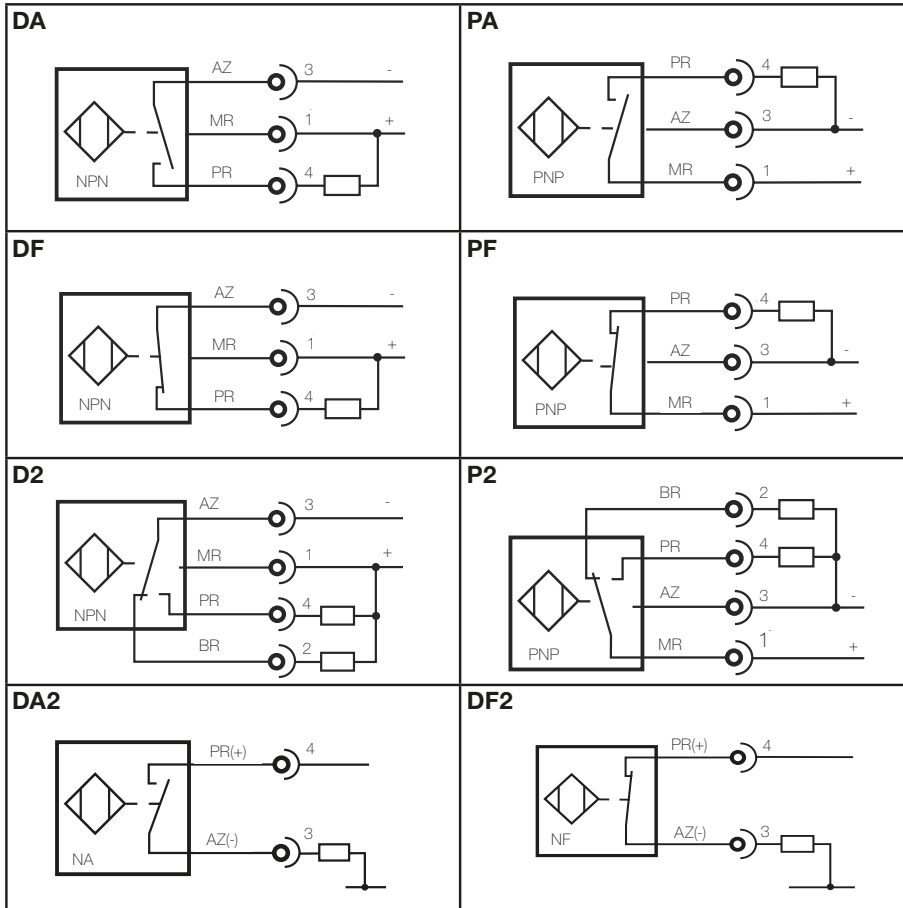 DA
AZ 3 -
MR 1 +
PR 4
NPN
PA
PR 4
AZ 3 -
MR 1 +
PNP
DF
AZ 3 -
MR 1 +
PR 4
NPN
PF
PR 4
AZ 3 -
MR 1 +
PNP
D2
AZ 3 -
MR 1 +
PR 4
NPN
BR 2
P2
BR 2
PR 4
AZ 3 -
MR 1 +
PNP
DA2
PR(+) 4
AZ(-) 3
NA
DF2
PR(+) 4
AZ(-) 3
NF